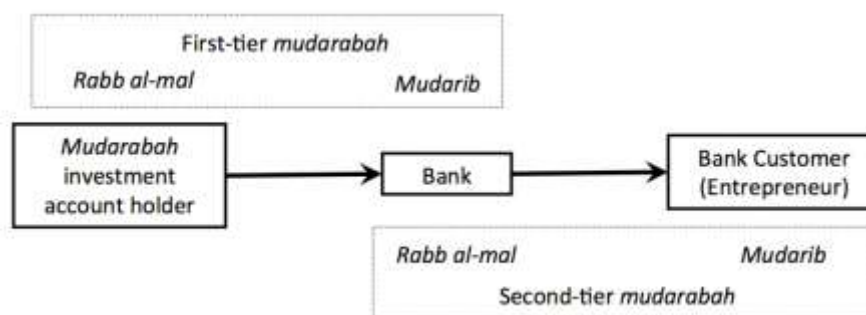 First-tier mudarabah
Rabb al-mal Mudarib
Mudarabah
investment
account holder
Bank
Bank Customer
(Entrepreneur)
Rabb al-mal Mudarib
Second-tier mudarabah